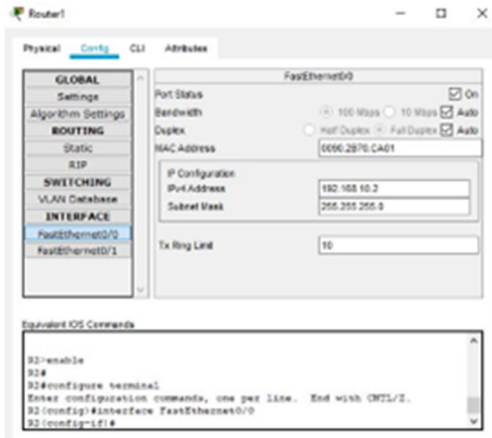 Router1
Physical Config CLI Attributes
GLOBAL
Settings
Algorithm Settings
ROUTING
Static
RIP
SWITCHING
VLAN Database
INTERFACE
FastEthernet0/0
FastEthernet0/1
FastEthernet0/0
Port Status On
Bandwidth 100 Mbps 10 Mbps Auto
Duplex Half Duplex Full Duplex Auto
MAC Address 0090.2B70.CA01
IP Configuration
IPv4 Address 192.168.10.2
Subnet Mask 255.255.255.0
Tx Ring Limit 10
Equivalent IOS Commands
R2>enable
R2#
R2#configure terminal
Enter configuration commands, one per line. End with CNTL/Z.
R2(config)#interface FastEthernet0/0
R2(config-if)#